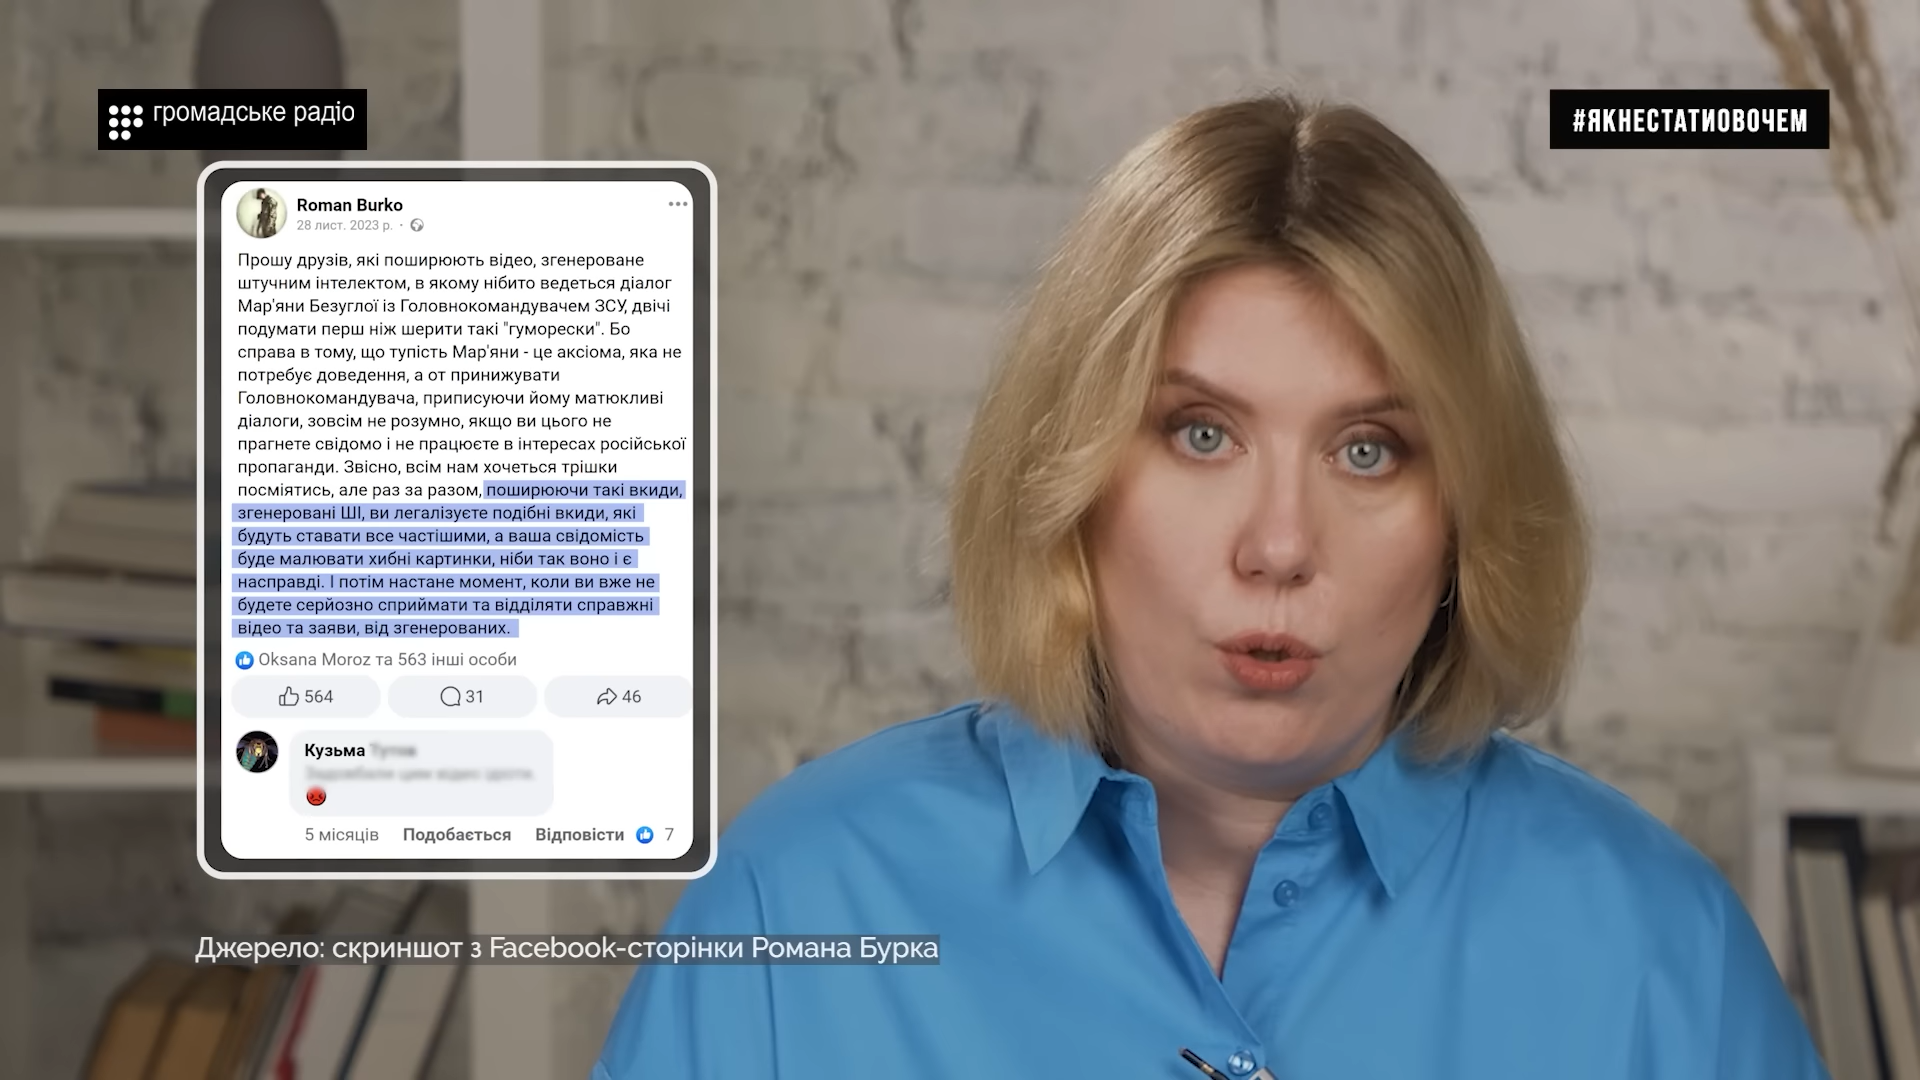 громадське радіо
#ЯКНЕСТАТИОВОЧЕМ
Roman Burko
28 лист. 2023 р. ·
Прошу друзів, які поширюють відео, згенероване
штучним інтелектом, в якому нібито ведеться діалог
Мар'яни Безуглої із Головнокомандувачем ЗСУ, двічі
подумати перш ніж шерити такі "гуморески". Бо
справа в тому, що тупість Мар'яни - це аксіома, яка не
потребує доведення, а от принижувати
Головнокомандувача, приписуючи йому матюкливі
діалоги, зовсім не розумно, якщо ви цього не
прагнете свідомо і не працюєте в інтересах російської
пропаганди. Звісно, всім нам хочеться трішки
посміятись, але раз за разом, поширюючи такі вкиди,
згенеровані ШІ, ви легалізуєте подібні вкиди, які
будуть ставати все частішими, а ваша свідомість
буде малювати хибні картинки, ніби так воно і є
насправді. І потім настане момент, коли ви вже не
будете серйозно сприймати та відділяти справжні
відео та заяви, від згенерованих.
Oksana Moroz та 563 інші особи
564 31 46
Кузьма
5 місяців Подобається Відповісти 7
Джерело: скриншот з Facebook-сторінки Романа Бурка